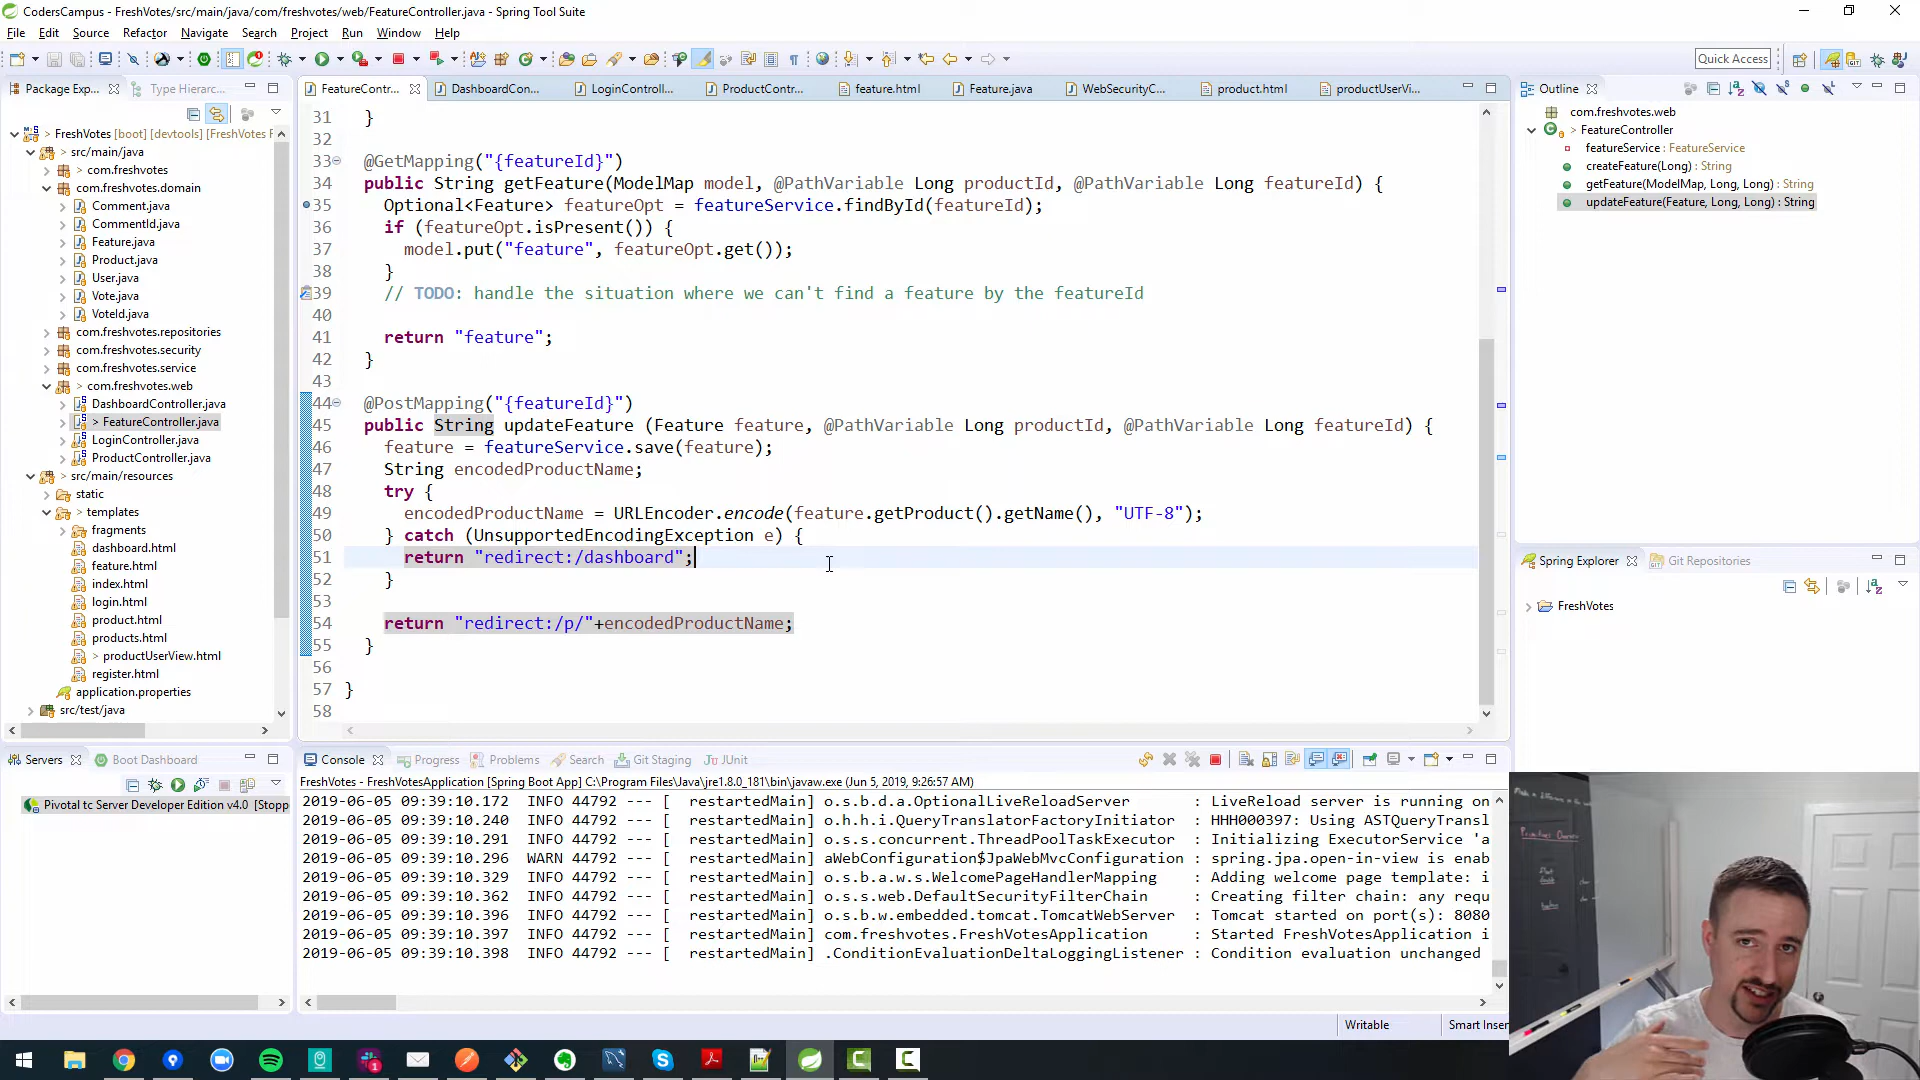 CodersCampus - FreshVotes/src/main/java/com/freshvotes/web/FeatureController.java - Spring Tool Suite
File Edit Source Refactor Navigate Search Project Run Window Help
Quick Access
Package Exp... Type Hierarc...
FreshVotes [boot] [devtools] [FreshVotes F
src/main/java
com.freshvotes
com.freshvotes.domain
Comment.java
CommentId.java
Feature.java
Product.java
User.java
Vote.java
VoteId.java
com.freshvotes.repositories
com.freshvotes.security
com.freshvotes.service
com.freshvotes.web
DashboardController.java
FeatureController.java
LoginController.java
ProductController.java
src/main/resources
static
templates
fragments
dashboard.html
feature.html
index.html
login.html
product.html
products.html
productUserView.html
register.html
application.properties
src/test/java
FeatureContr... DashboardCon... LoginControll... ProductContr... feature.html Feature.java WebSecurityC... product.html productUserVi...
31 }
32
33 @GetMapping("{featureId}")
34 public String getFeature(ModelMap model, @PathVariable Long productId, @PathVariable Long featureId) {
35 Optional<Feature> featureOpt = featureService.findById(featureId);
36 if (featureOpt.isPresent()) {
37 model.put("feature", featureOpt.get());
38 }
39 // TODO: handle the situation where we can't find a feature by the featureId
40
41 return "feature";
42 }
43
44 @PostMapping("{featureId}")
45 public String updateFeature (Feature feature, @PathVariable Long productId, @PathVariable Long featureId) {
46 feature = featureService.save(feature);
47 String encodedProductName;
48 try {
49 encodedProductName = URLEncoder.encode(feature.getProduct().getName(), "UTF-8");
50 } catch (UnsupportedEncodingException e) {
51 return "redirect:/dashboard";
52 }
53
54 return "redirect:/p/"+encodedProductName;
55 }
56
57 }
58
Outline
com.freshvotes.web
FeatureController
featureService : FeatureService
createFeature(Long) : String
getFeature(ModelMap, Long, Long) : String
updateFeature(Feature, Long, Long) : String
Spring Explorer Git Repositories
FreshVotes
Servers Boot Dashboard
Pivotal tc Server Developer Edition v4.0 [Stopp
Console Progress Problems Search Git Staging JUnit
FreshVotes - FreshVotesApplication [Spring Boot App] C:\Program Files\Java\jre1.8.0_181\bin\javaw.exe (Jun 5, 2019, 9:26:57 AM)
2019-06-05 09:39:10.172 INFO 44792 --- [ restartedMain] o.s.b.d.a.OptionalLiveReloadServer : LiveReload server is running on
2019-06-05 09:39:10.240 INFO 44792 --- [ restartedMain] o.h.h.i.QueryTranslatorFactoryInitiator : HHH000397: Using ASTQueryTransl
2019-06-05 09:39:10.291 INFO 44792 --- [ restartedMain] o.s.s.concurrent.ThreadPoolTaskExecutor : Initializing ExecutorService 'a
2019-06-05 09:39:10.296 WARN 44792 --- [ restartedMain] aWebConfiguration$JpaWebMvcConfiguration : spring.jpa.open-in-view is enab
2019-06-05 09:39:10.329 INFO 44792 --- [ restartedMain] o.s.b.a.w.s.WelcomePageHandlerMapping : Adding welcome page template: i
2019-06-05 09:39:10.362 INFO 44792 --- [ restartedMain] o.s.s.web.DefaultSecurityFilterChain : Creating filter chain: any requ
2019-06-05 09:39:10.396 INFO 44792 --- [ restartedMain] o.s.b.w.embedded.tomcat.TomcatWebServer : Tomcat started on port(s): 8080
2019-06-05 09:39:10.397 INFO 44792 --- [ restartedMain] com.freshvotes.FreshVotesApplication : Started FreshVotesApplication i
2019-06-05 09:39:10.398 INFO 44792 --- [ restartedMain] .ConditionEvaluationDeltaLoggingListener : Condition evaluation unchanged
Writable Smart Inser